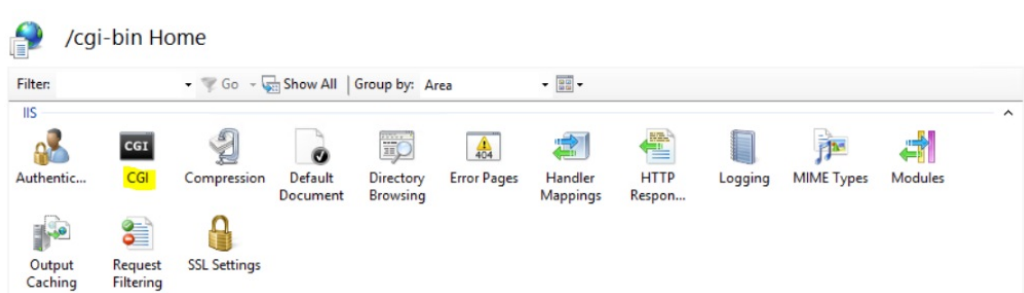 /cgi-bin Home
Filter: Go Show All Group by: Area
IIS
CGI 404
Authentic... CGI Compression Default Document Directory Browsing Error Pages Handler Mappings HTTP Respon... Logging MIME Types Modules
Output Caching Request Filtering SSL Settings